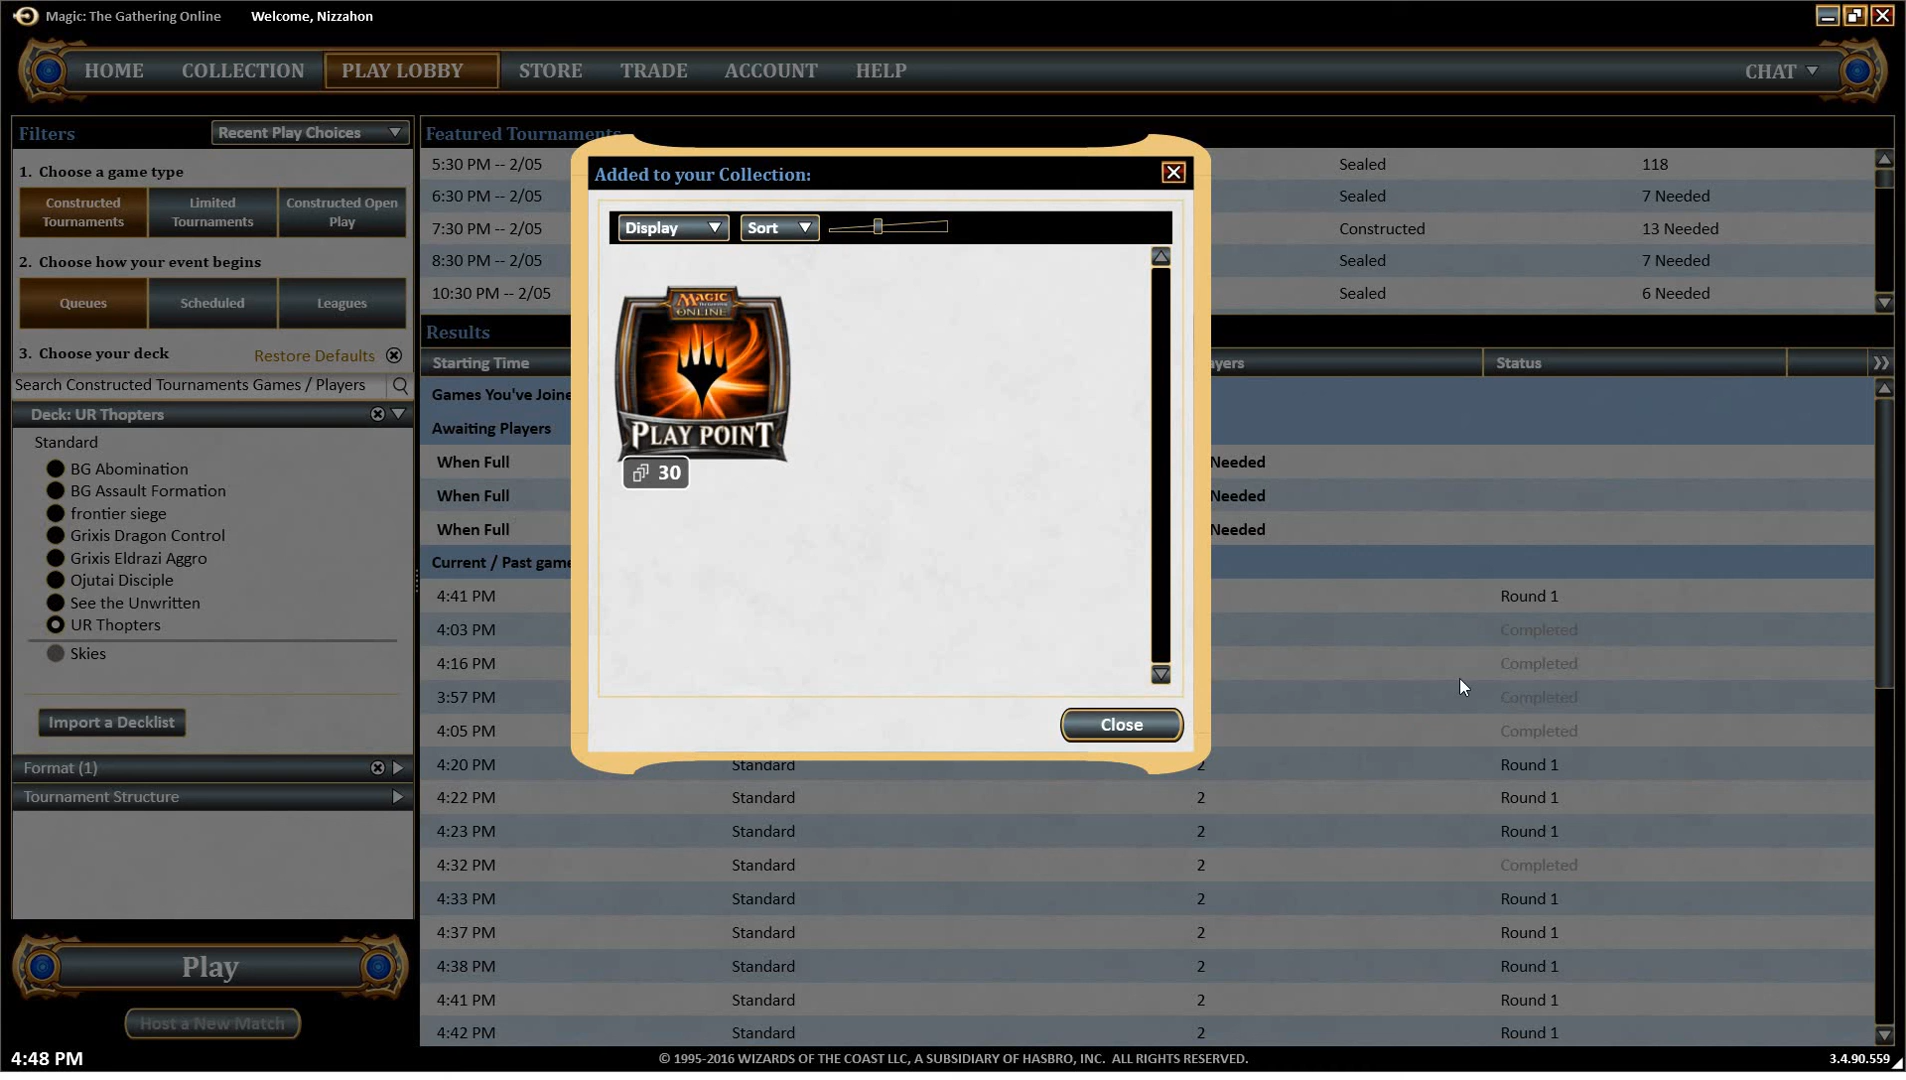 Magic: The Gathering Online Welcome, Nizzahon
HOME COLLECTION PLAY LOBBY STORE TRADE ACCOUNT HELP CHAT
Filters Recent Play Choices
1. Choose a game type
Constructed Tournaments Limited Tournaments Constructed Open Play
2. Choose how your event begins
Queues Scheduled Leagues
3. Choose your deck Restore Defaults
Search Constructed Tournaments Games / Players
Deck: UR Thopters
Standard
BG Abomination
BG Assault Formation
frontier siege
Grixis Dragon Control
Grixis Eldrazi Aggro
Ojutai Disciple
See the Unwritten
UR Thopters
Skies
Import a Decklist
Format (1)
Tournament Structure
Play
Host a New Match
4:48 PM
Featured Tournaments
5:30 PM -- 2/05 Sealed 118
6:30 PM -- 2/05 Sealed 7 Needed
7:30 PM -- 2/05 Constructed 13 Needed
8:30 PM -- 2/05 Sealed 7 Needed
10:30 PM -- 2/05 Sealed 6 Needed
Results
Starting Time yers Status
Games You've Joine
Awaiting Players
When Full Needed
When Full Needed
When Full Needed
Current / Past game
4:41 PM Round 1
4:03 PM Completed
4:16 PM Completed
3:57 PM Completed
4:05 PM Completed
4:20 PM Standard 2 Round 1
4:22 PM Standard 2 Round 1
4:23 PM Standard 2 Round 1
4:32 PM Standard 2 Completed
4:33 PM Standard 2 Round 1
4:37 PM Standard 2 Round 1
4:38 PM Standard 2 Round 1
4:41 PM Standard 2 Round 1
4:42 PM Standard 2 Round 1
Added to your Collection:
Display Sort
MAGIC
The Gathering
ONLINE
PLAY POINT
30
Close
© 1995-2016 WIZARDS OF THE COAST LLC, A SUBSIDIARY OF HASBRO, INC. ALL RIGHTS RESERVED.
3.4.90.559